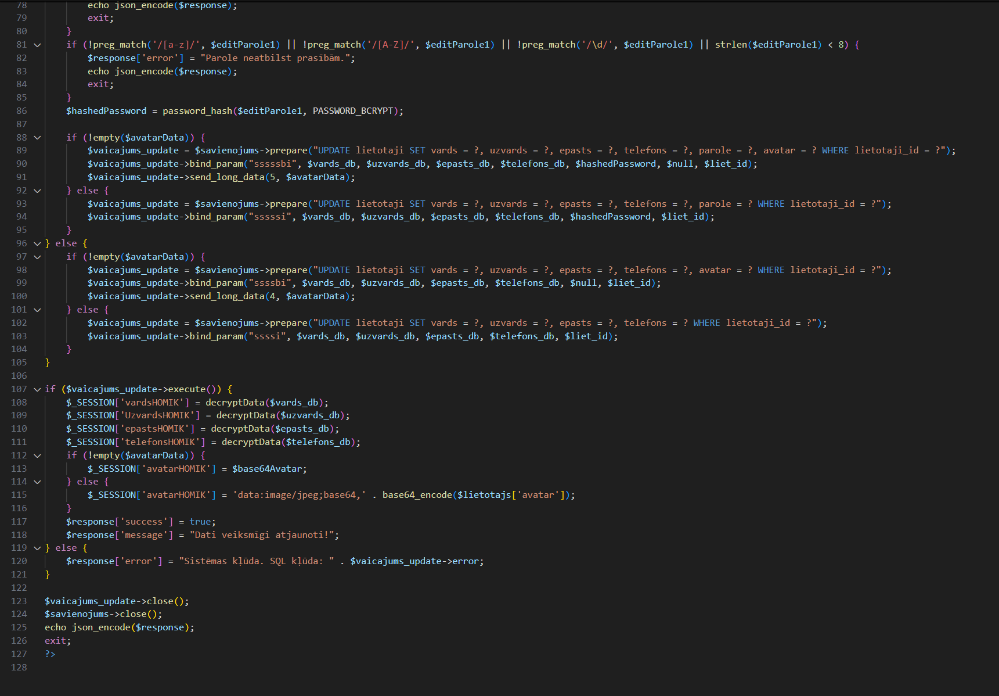 78 echo json_encode($response);
79 exit;
80 }
81 if (!preg_match('/[a-z]/', $editParole1) || !preg_match('/[A-Z]/', $editParole1) || !preg_match('/\d/', $editParole1) || strlen($editParole1) < 8) {
82 $response['error'] = "Parole neatbilst prasībām.";
83 echo json_encode($response);
84 exit;
85 }
86 $hashedPassword = password_hash($editParole1, PASSWORD_BCRYPT);
87
88 if (!empty($avatarData)) {
89 $vaicajums_update = $savienojums->prepare("UPDATE lietotaji SET vards = ?, uzvards = ?, epasts = ?, telefons = ?, parole = ?, avatar = ? WHERE lietotaji_id = ?");
90 $vaicajums_update->bind_param("sssssbi", $vards_db, $uzvards_db, $epasts_db, $telefons_db, $hashedPassword, $null, $liet_id);
91 $vaicajums_update->send_long_data(5, $avatarData);
92 } else {
93 $vaicajums_update = $savienojums->prepare("UPDATE lietotaji SET vards = ?, uzvards = ?, epasts = ?, telefons = ?, parole = ? WHERE lietotaji_id = ?");
94 $vaicajums_update->bind_param("sssssi", $vards_db, $uzvards_db, $epasts_db, $telefons_db, $hashedPassword, $liet_id);
95 }
96 } else {
97 if (!empty($avatarData)) {
98 $vaicajums_update = $savienojums->prepare("UPDATE lietotaji SET vards = ?, uzvards = ?, epasts = ?, telefons = ?, avatar = ? WHERE lietotaji_id = ?");
99 $vaicajums_update->bind_param("ssssbi", $vards_db, $uzvards_db, $epasts_db, $telefons_db, $null, $liet_id);
100 $vaicajums_update->send_long_data(4, $avatarData);
101 } else {
102 $vaicajums_update = $savienojums->prepare("UPDATE lietotaji SET vards = ?, uzvards = ?, epasts = ?, telefons = ? WHERE lietotaji_id = ?");
103 $vaicajums_update->bind_param("ssssi", $vards_db, $uzvards_db, $epasts_db, $telefons_db, $liet_id);
104 }
105 }
106
107 if ($vaicajums_update->execute()) {
108 $_SESSION['vardsHOMIK'] = decryptData($vards_db);
109 $_SESSION['UzvardsHOMIK'] = decryptData($uzvards_db);
110 $_SESSION['epastsHOMIK'] = decryptData($epasts_db);
111 $_SESSION['telefonsHOMIK'] = decryptData($telefons_db);
112 if (!empty($avatarData)) {
113 $_SESSION['avatarHOMIK'] = $base64Avatar;
114 } else {
115 $_SESSION['avatarHOMIK'] = 'data:image/jpeg;base64,' . base64_encode($lietotajs['avatar']);
116 }
117 $response['success'] = true;
118 $response['message'] = "Dati veiksmīgi atjaunoti!";
119 } else {
120 $response['error'] = "Sistēmas kļūda. SQL kļūda: " . $vaicajums_update->error;
121 }
122
123 $vaicajums_update->close();
124 $savienojums->close();
125 echo json_encode($response);
126 exit;
127 ?>
128